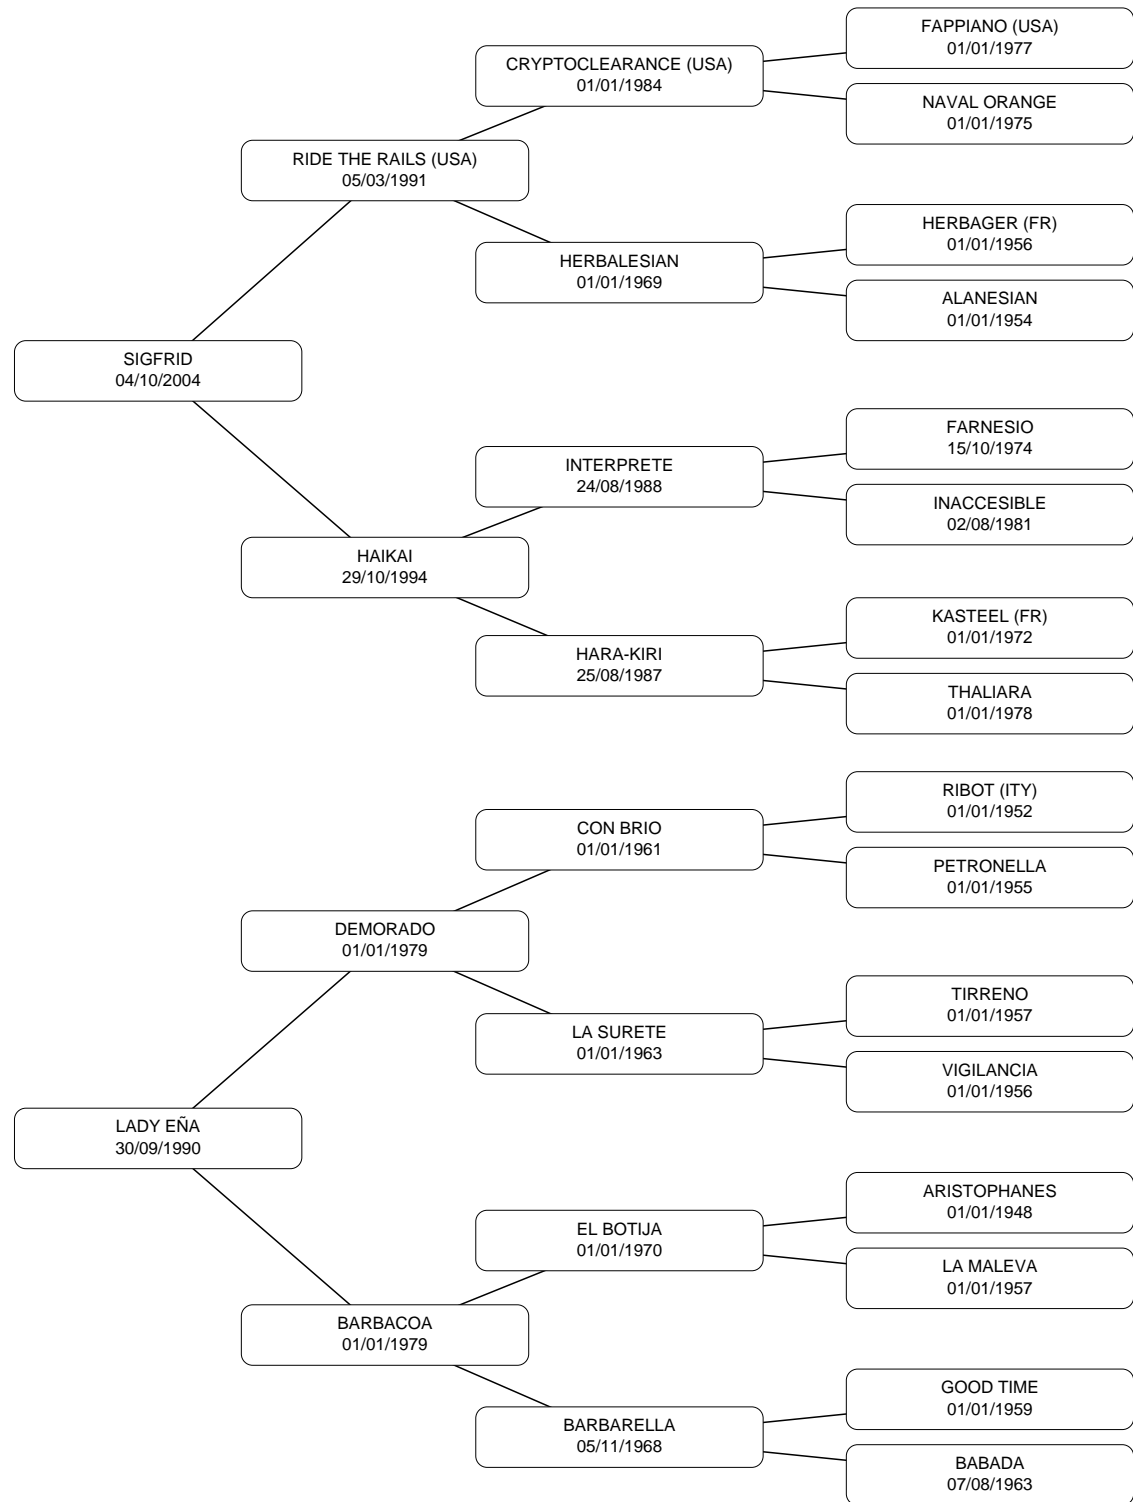 FAPPIANO (USA)
01/01/1977
CRYPTOCLEARANCE (USA)
01/01/1984
NAVAL ORANGE
01/01/1975
RIDE THE RAILS (USA)
05/03/1991
HERBAGER (FR)
01/01/1956
HERBALESIAN
01/01/1969
ALANESIAN
01/01/1954
SIGFRID
04/10/2004
FARNESIO
15/10/1974
INTERPRETE
24/08/1988
INACCESIBLE
02/08/1981
HAIKAI
29/10/1994
KASTEEL (FR)
01/01/1972
HARA-KIRI
25/08/1987
THALIARA
01/01/1978
RIBOT (ITY)
01/01/1952
CON BRIO
01/01/1961
PETRONELLA
01/01/1955
DEMORADO
01/01/1979
TIRRENO
01/01/1957
LA SURETE
01/01/1963
VIGILANCIA
01/01/1956
LADY EÑA
30/09/1990
ARISTOPHANES
01/01/1948
EL BOTIJA
01/01/1970
LA MALEVA
01/01/1957
BARBACOA
01/01/1979
GOOD TIME
01/01/1959
BARBARELLA
05/11/1968
BABADA
07/08/1963